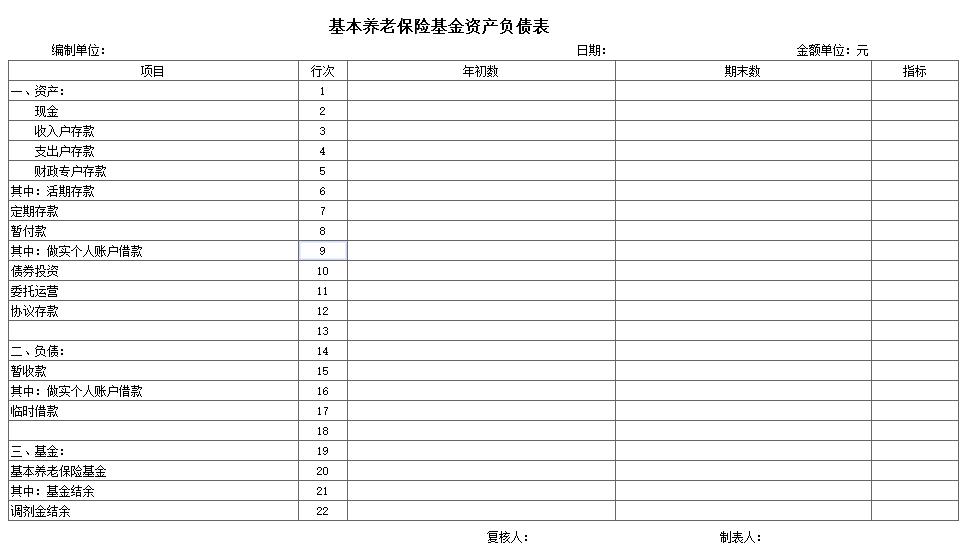 基本养老保险基金资产负债表
编制单位： 日期： 金额单位：元
项目 行次 年初数 期末数 指标
一、资产： 1
现金 2
收入户存款 3
支出户存款 4
财政专户存款 5
其中：活期存款 6
定期存款 7
暂付款 8
其中：做实个人账户借款 9
债券投资 10
委托运营 11
协议存款 12
13
二、负债： 14
暂收款 15
其中：做实个人账户借款 16
临时借款 17
18
三、基金： 19
基本养老保险基金 20
其中：基金结余 21
调剂金结余 22
复核人： 制表人：